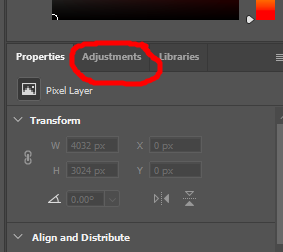 Properties Adjustments Libraries
Pixel Layer
Transform
W 4032 px X 0 px
H 3024 px Y 0 px
0.00°
Align and Distribute